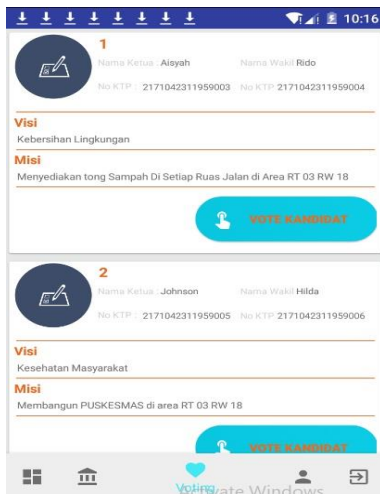 10:16
1
Nama Ketua : Aisyah Nama Wakil Rido
No KTP : 2171042311959003 No KTP 2171042311959004
Visi
Kebersihan Lingkungan
Misi
Menyediakan tong Sampah Di Setiap Ruas Jalan di Area RT 03 RW 18
VOTE KANDIDAT
2
Nama Ketua : Johnson Nama Wakil Hilda
No KTP : 2171042311959005 No KTP 2171042311959006
Visi
Kesehatan Masyarakat
Misi
Membangun PUSKESMAS di area RT 03 RW 18
VOTE KANDIDAT
Voting
Activate Windows